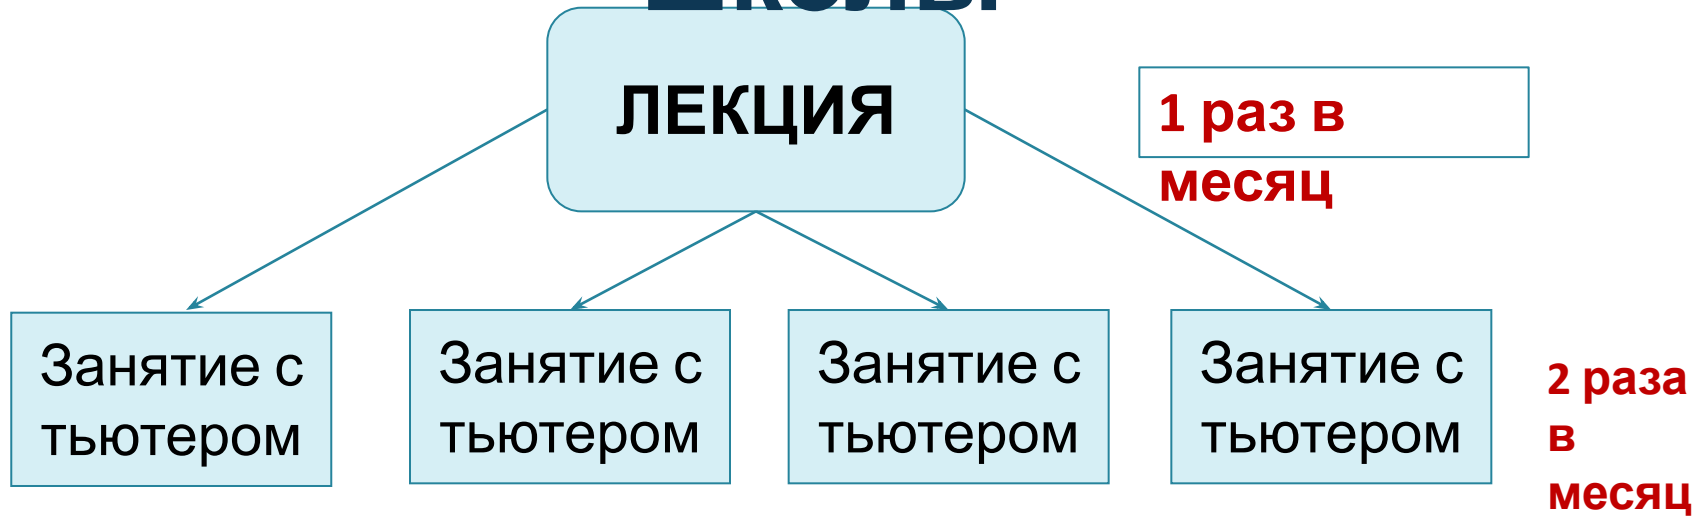 ЛЕКЦИЯ
1 раз в
месяц
Занятие с
тьютером
Занятие с
тьютером
Занятие с
тьютером
Занятие с
тьютером
2 раза
в
месяц